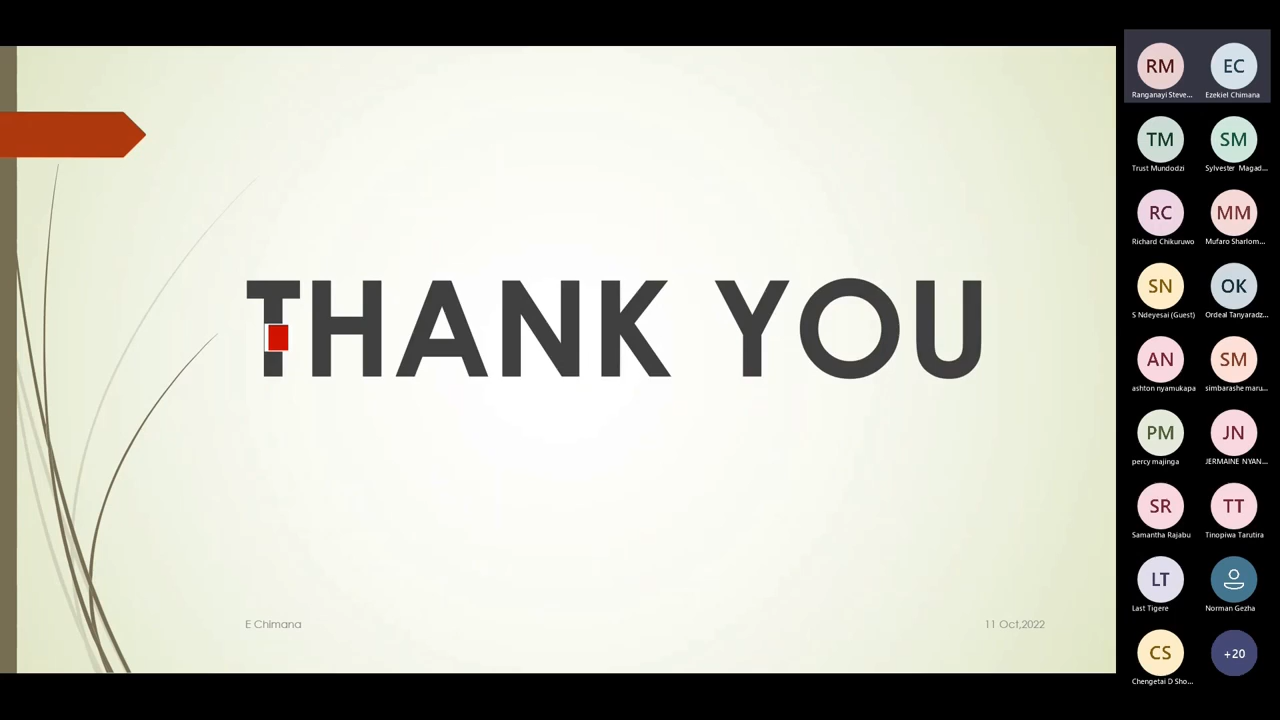 THANK YOU
E Chimana
11 Oct,2022
RM
EC
Ranganayi Steve...
Ezekiel Chimana
TM
SM
Trust Mundodzi
Sylvester Magad...
RC
MM
Richard Chikuruwo
Mufaro Sharlom...
SN
OK
S Ndeyesai (Guest)
Ordeal Tanyaradz...
AN
SM
ashton nyamukapa
simbarashe maru...
PM
JN
percy majinga
JERMAINE NYAN...
SR
TT
Samantha Rajabu
Tinopiwa Tarutira
LT
Last Tigere
Norman Gezha
CS
+20
Chengetai D Sho...